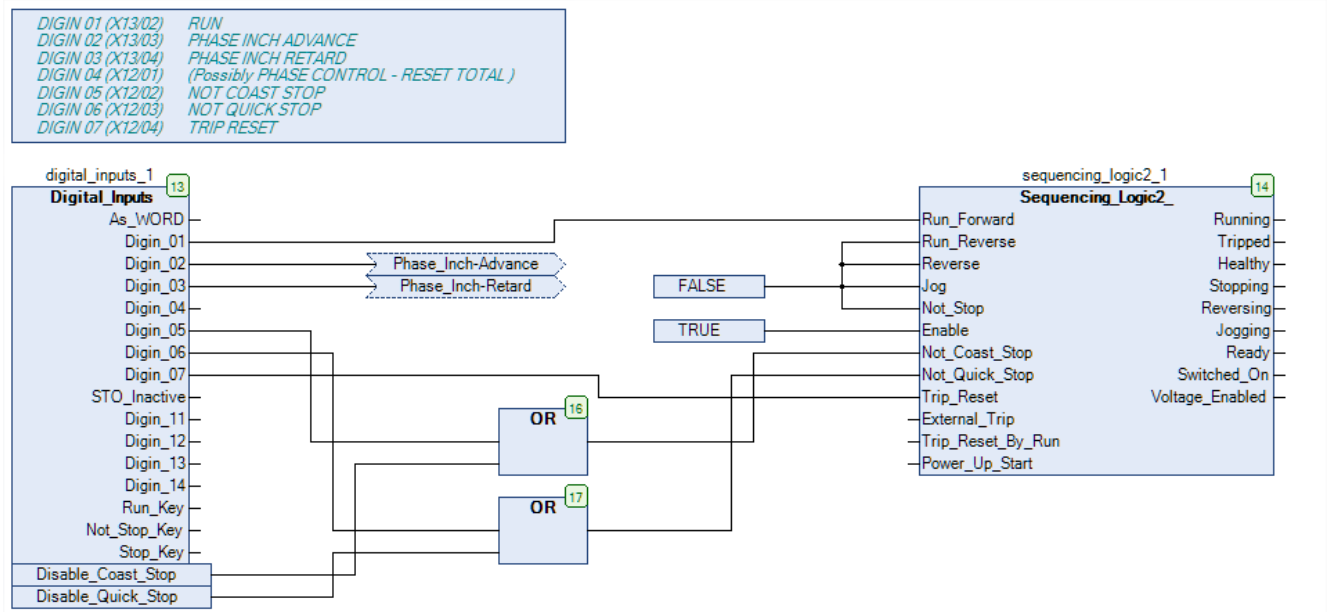 DIGIN 01 (X13/02) RUN
DIGIN 02 (X13/03) PHASE INCH ADVANCE
DIGIN 03 (X13/04) PHASE INCH RETARD
DIGIN 04 (X12/01) (Possibly PHASE CONTROL - RESET TOTAL )
DIGIN 05 (X12/02) NOT COAST STOP
DIGIN 06 (X12/03) NOT QUICK STOP
DIGIN 07 (X12/04) TRIP RESET
digital_inputs_1
13
Digital_Inputs
As_WORD
Digin_01
Digin_02
Digin_03
Digin_04
Digin_05
Digin_06
Digin_07
STO_Inactive
Digin_11
Digin_12
Digin_13
Digin_14
Run_Key
Not_Stop_Key
Stop_Key
Disable_Coast_Stop
Disable_Quick_Stop
Phase_Inch-Advance
Phase_Inch-Retard
OR
16
OR
17
FALSE
TRUE
sequencing_logic2_1
14
Sequencing_Logic2_
Run_Forward
Run_Reverse
Reverse
Jog
Not_Stop
Enable
Not_Coast_Stop
Not_Quick_Stop
Trip_Reset
External_Trip
Trip_Reset_By_Run
Power_Up_Start
Running
Tripped
Healthy
Stopping
Reversing
Jogging
Ready
Switched_On
Voltage_Enabled